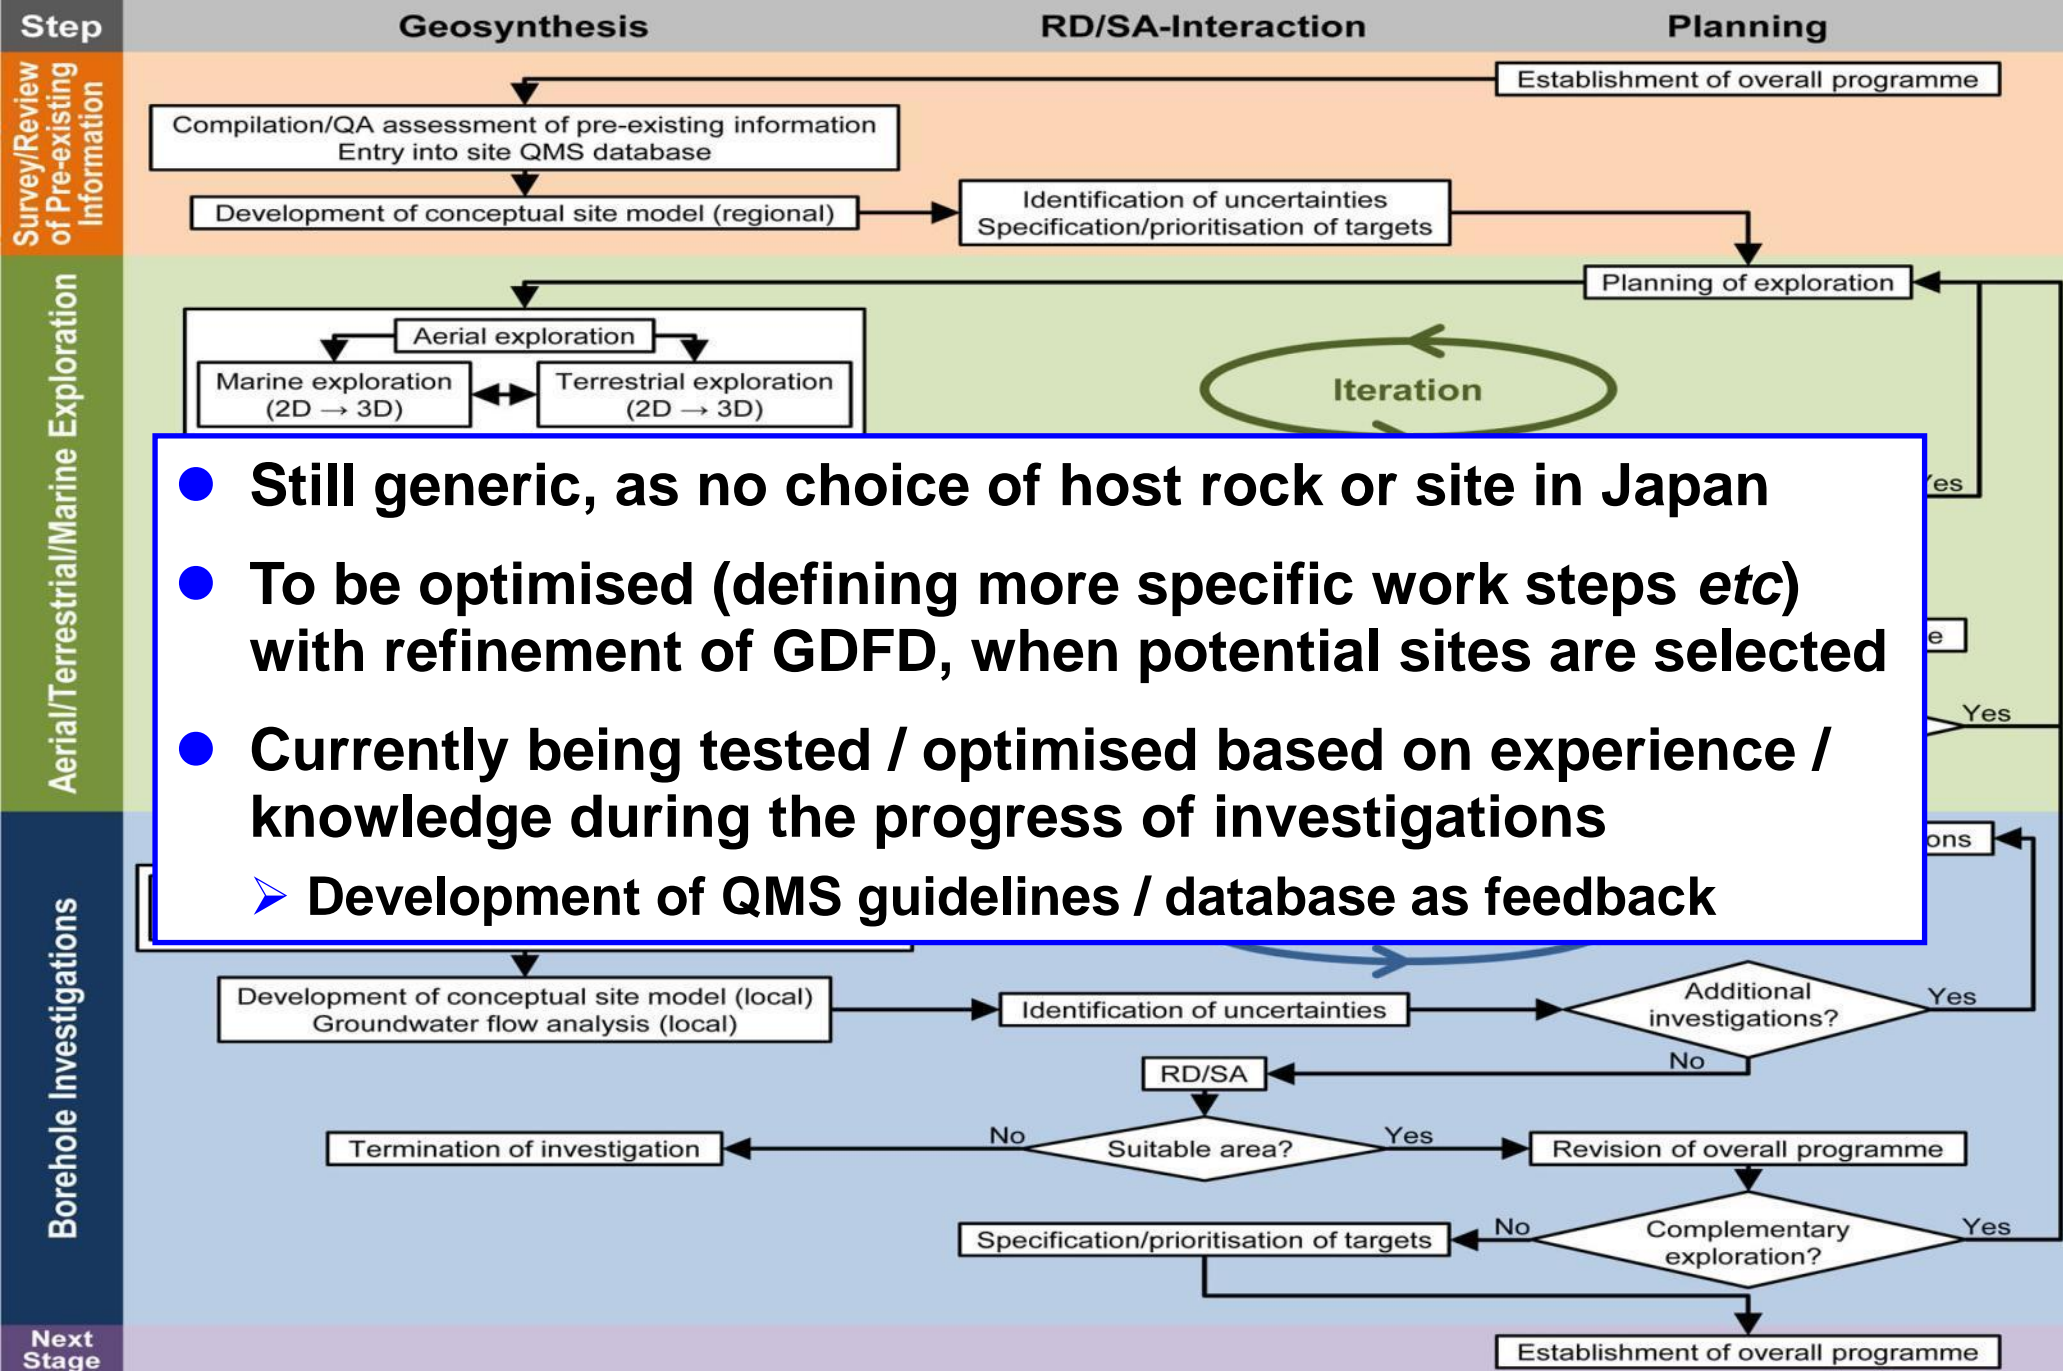 Step
Geosynthesis
RD/SA-Interaction
Planning
Survey/Review
of Pre-existing
Information
Establishment of overall programme
Compilation/QA assessment of pre-existing information
Entry into site QMS database
Development of conceptual site model (regional)
Identification of uncertainties
Specification/prioritisation of targets
Aerial/Terrestrial/Marine Exploration
Planning of exploration
Aerial exploration
Marine exploration
(2D → 3D)
Terrestrial exploration
(2D → 3D)
Iteration
Yes
● Still generic, as no choice of host rock or site in Japan
● To be optimised (defining more specific work steps etc)
with refinement of GDFD, when potential sites are selected
Yes
● Currently being tested / optimised based on experience /
knowledge during the progress of investigations
➢ Development of QMS guidelines / database as feedback
Borehole Investigations
Development of conceptual site model (local)
Groundwater flow analysis (local)
Identification of uncertainties
Additional
investigations?
Yes
No
RD/SA
Termination of investigation
No
Suitable area?
Yes
Revision of overall programme
Specification/prioritisation of targets
No
Complementary
exploration?
Yes
Next
Stage
Establishment of overall programme